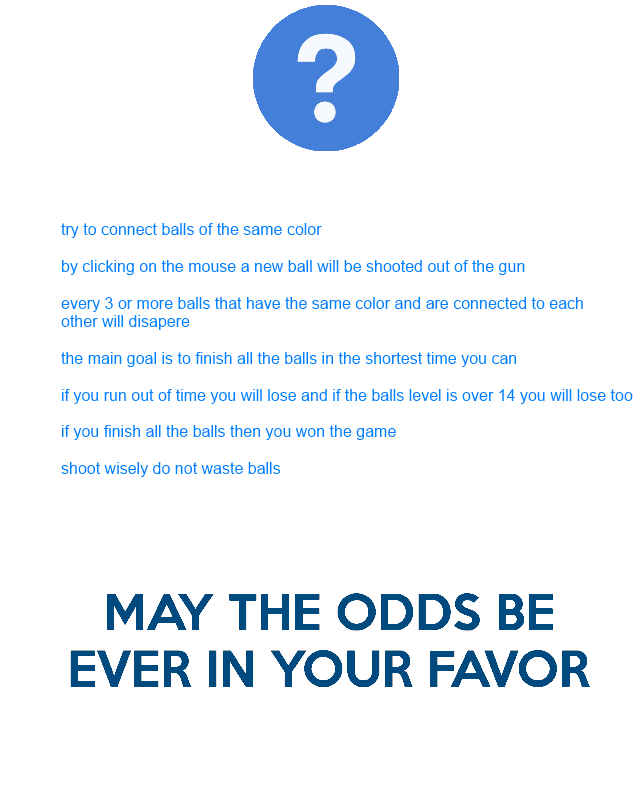 ?
try to connect balls of the same color
by clicking on the mouse a new ball will be shooted out of the gun
every 3 or more balls that have the same color and are connected to each
other will disapere
the main goal is to finish all the balls in the shortest time you can
if you run out of time you will lose and if the balls level is over 14 you will lose too
if you finish all the balls then you won the game
shoot wisely do not waste balls
MAY THE ODDS BE
EVER IN YOUR FAVOR